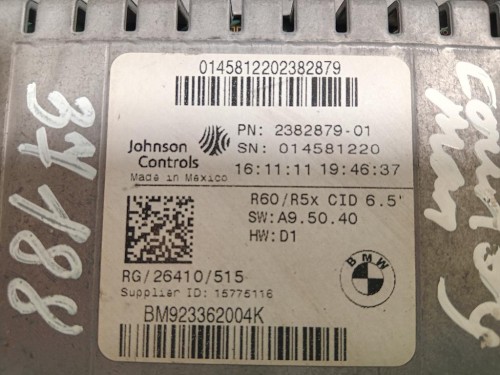 0145812202382879
Johnson
Controls
Made in Mexico
PN: 2382879-01
SN: 014581220
16:11:11 19:46:37
R60/R5x CID 6.5'
SW:A9.50.40
HW:D1
BMW
RG/26410/515
Supplier ID: 15775116
BM923362004K
37188